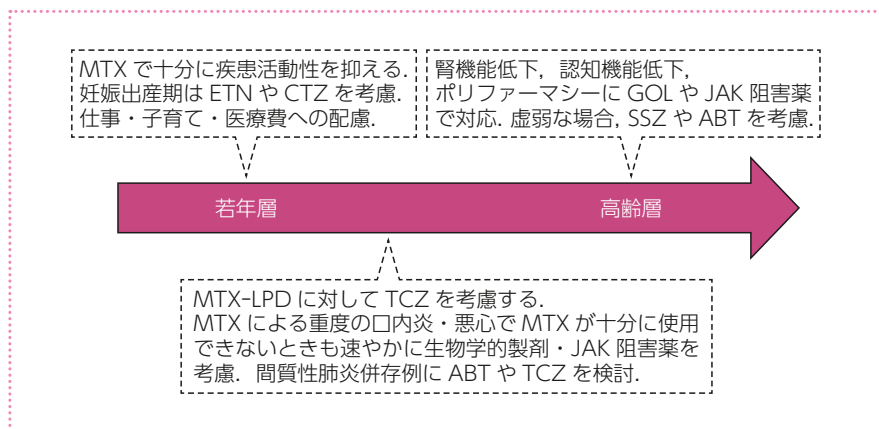 MTX で十分に疾患活動性を抑える.
妊娠出産期は ETN や CTZ を考慮.
仕事・子育て・医療費への配慮.
腎機能低下，認知機能低下，
ポリファーマシーに GOL や JAK 阻害薬
で対応. 虚弱な場合, SSZ や ABT を考慮.
若年層
高齢層
MTX-LPD に対して TCZ を考慮する.
MTX による重度の口内炎・悪心で MTX が十分に使用
できないときも速やかに生物学的製剤・JAK 阻害薬を
考慮. 間質性肺炎併存例に ABT や TCZ を検討.